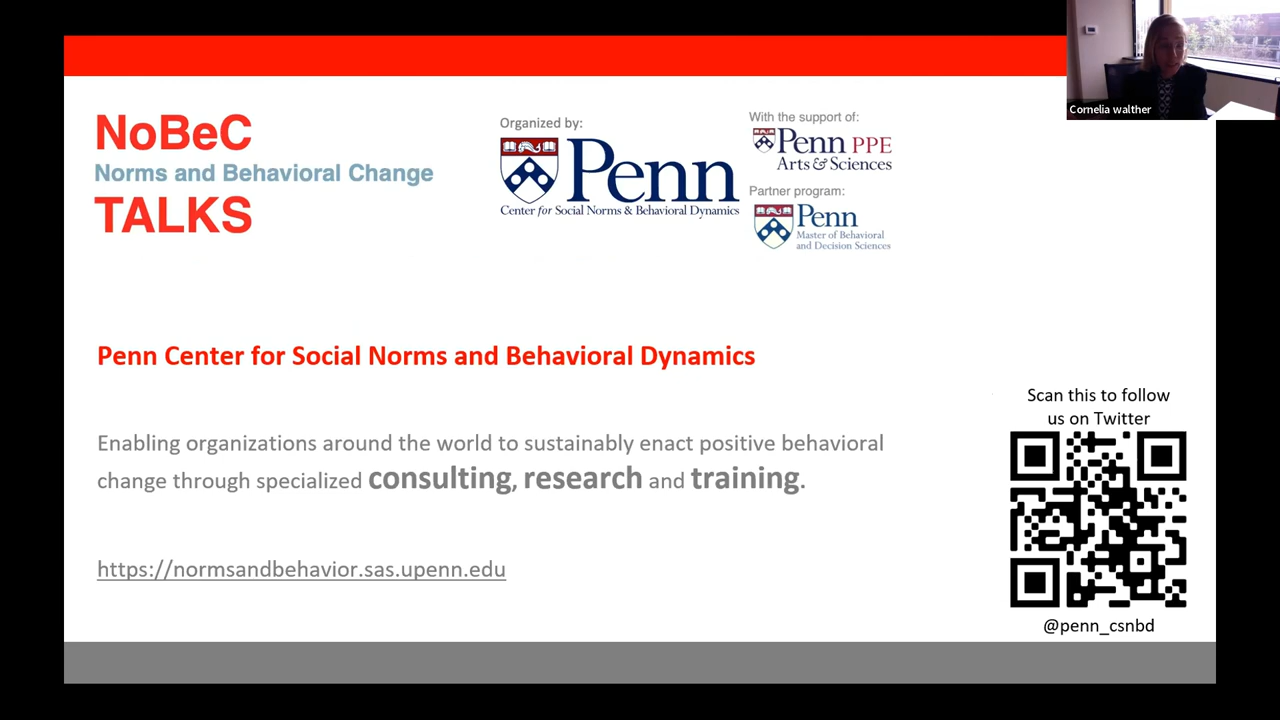 Cornelia walther
NoBeC
Norms and Behavioral Change
TALKS
Organized by:
Penn
Center for Social Norms & Behavioral Dynamics
With the support of:
Penn PPE
Arts & Sciences
Partner program:
Penn
Master of Behavioral
and Decision Sciences
Penn Center for Social Norms and Behavioral Dynamics
Enabling organizations around the world to sustainably enact positive behavioral
change through specialized consulting, research and training.
https://normsandbehavior.sas.upenn.edu
Scan this to follow
us on Twitter
@penn_csnbd